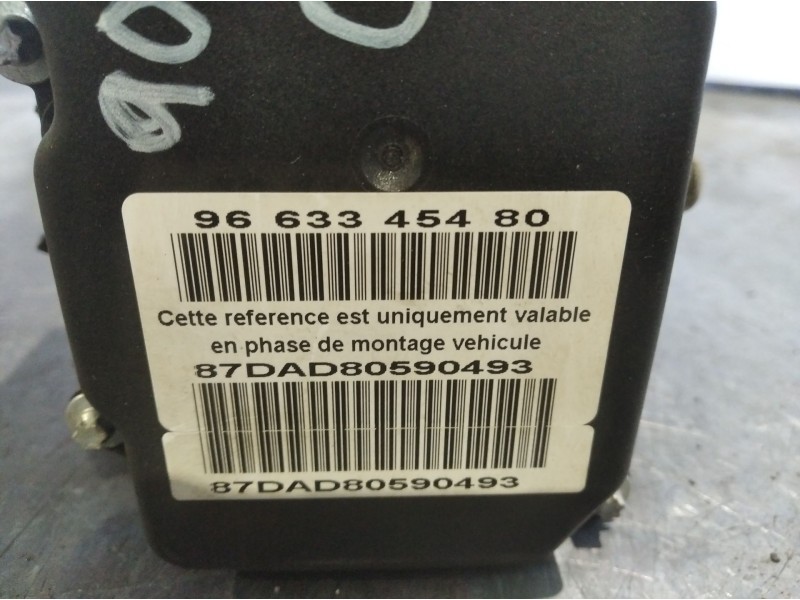 96 633 454 80
Cette reference est uniquement valable
en phase de montage vehicule
87DAD80590493
87DAD80590493